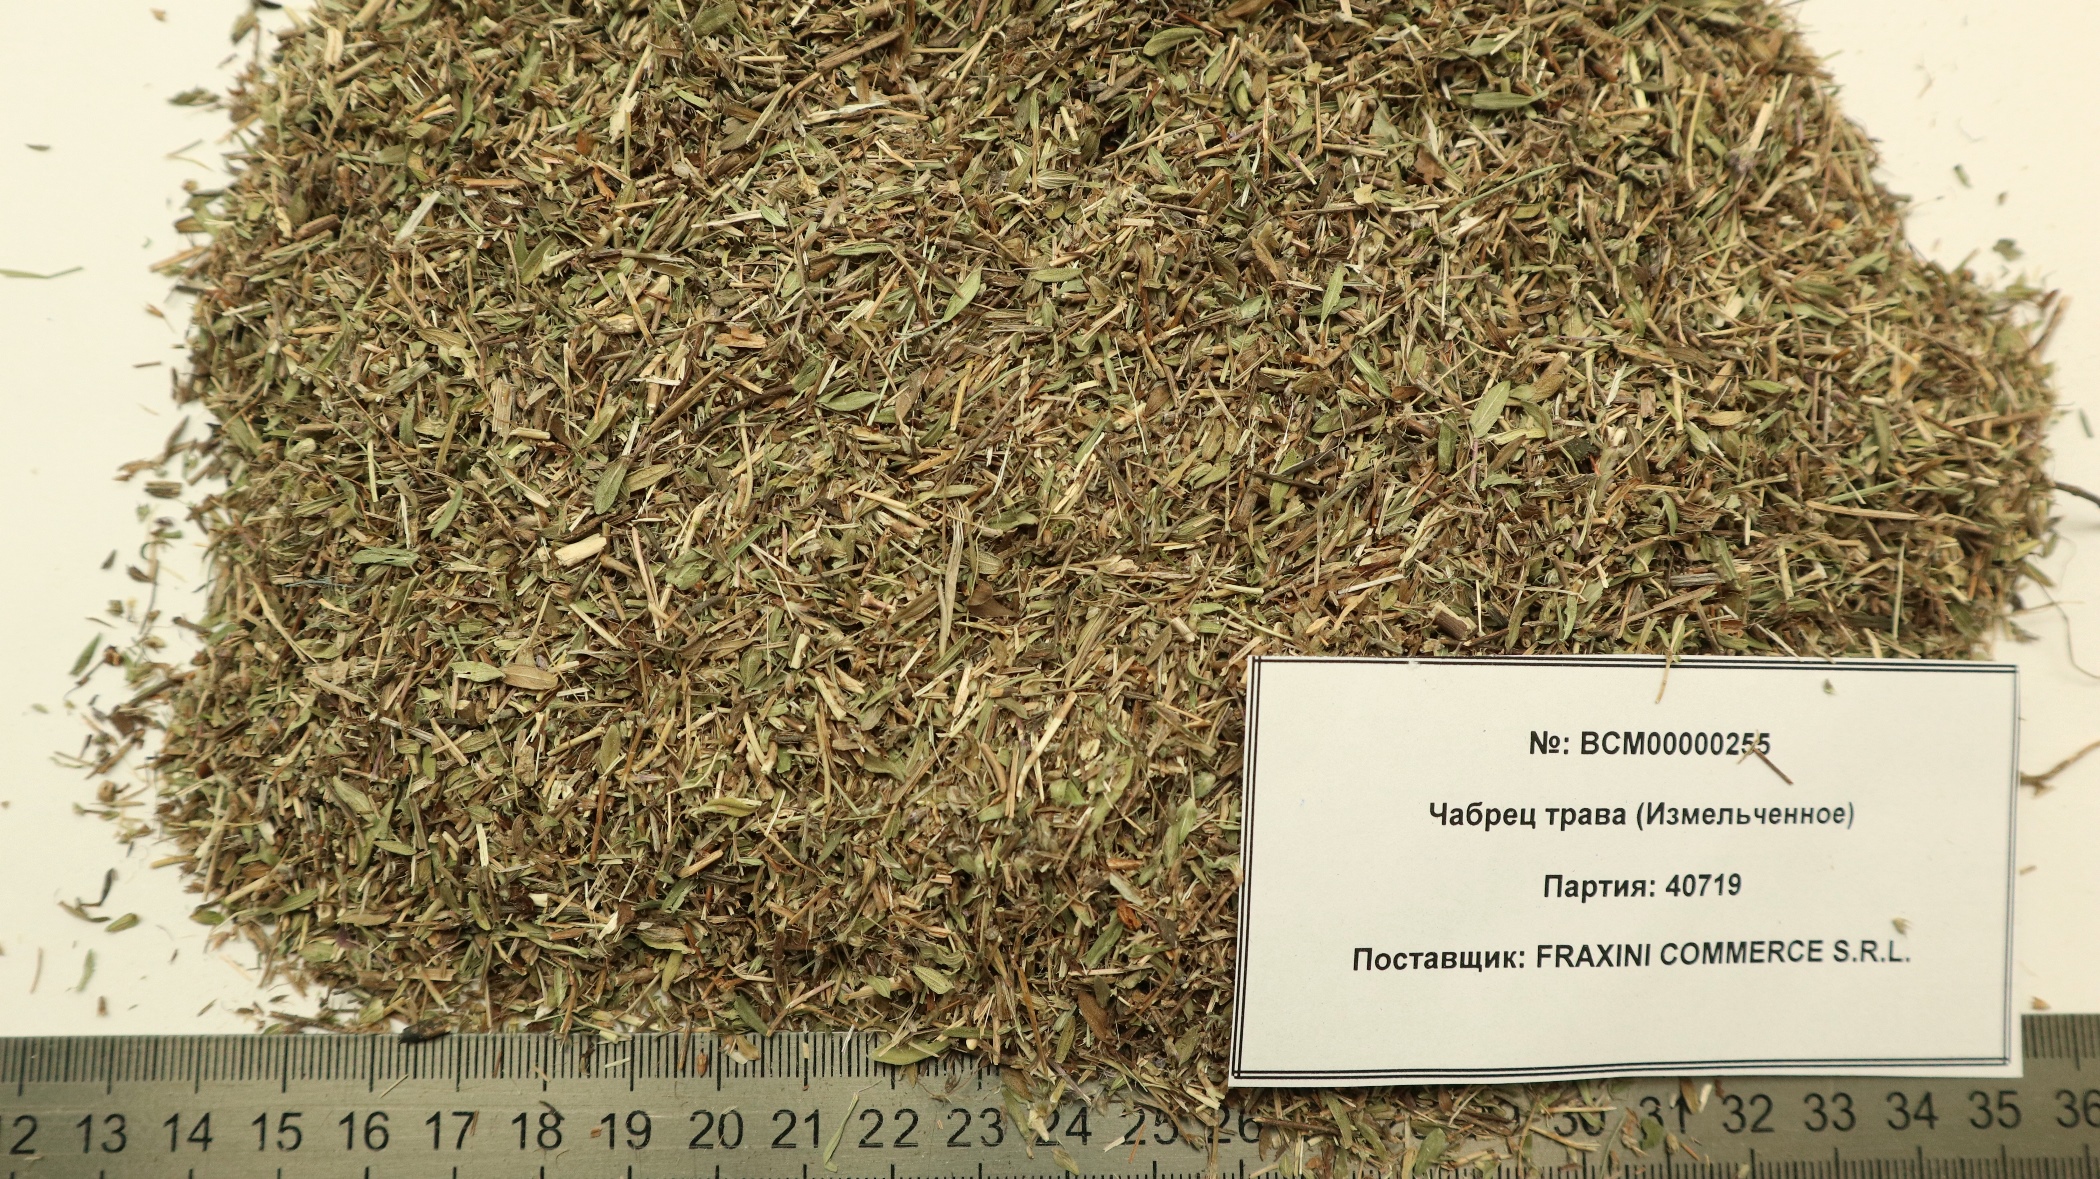 №: BCM00000255
Чабрец трава (Измельченное)
Партия: 40719
Поставщик: FRAXINI COMMERCE S.R.L.
12 13 14 15 16 17 18 19 20 21 22 23 24 25 26 30 31 32 33 34 35 36